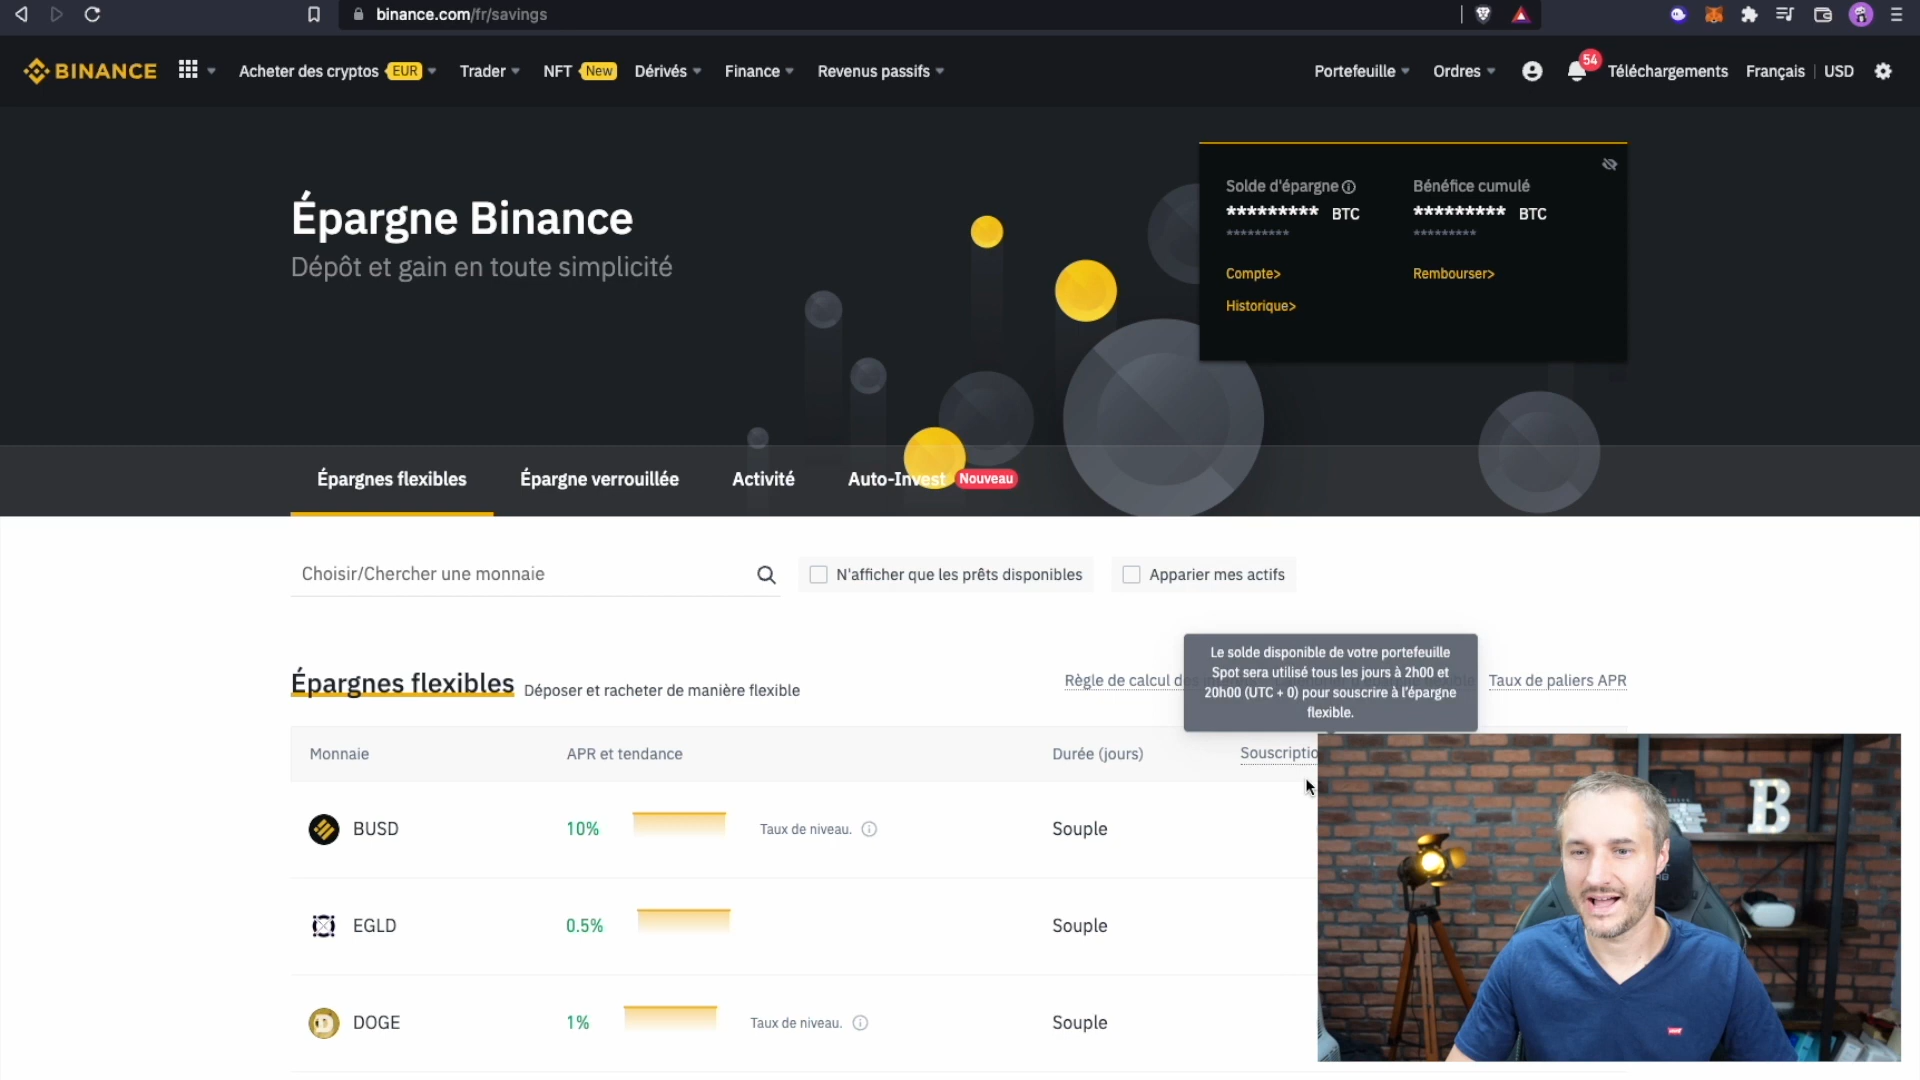 binance.com/fr/savings
BINANCE
Acheter des cryptos EUR
Trader
NFT New
Dérivés
Finance
Revenus passifs
Portefeuille
Ordres
54
Téléchargements
Français | USD
Épargne Binance
Dépôt et gain en toute simplicité
Solde d'épargne
Bénéfice cumulé
********* BTC
********* BTC
*********
*********
Compte>
Rembourser>
Historique>
Épargnes flexibles
Épargne verrouillée
Activité
Auto-Invest Nouveau
Choisir/Chercher une monnaie
N'afficher que les prêts disponibles
Apparier mes actifs
Le solde disponible de votre portefeuille
Spot sera utilisé tous les jours à 2h00 et
20h00 (UTC + 0) pour souscrire à l'épargne
flexible.
Épargnes flexibles
Déposer et racheter de manière flexible
Règle de calcul des
Taux de paliers APR
Monnaie
APR et tendance
Durée (jours)
Souscriptio
BUSD
10%
Taux de niveau.
Souple
EGLD
0.5%
Souple
DOGE
1%
Taux de niveau.
Souple
B